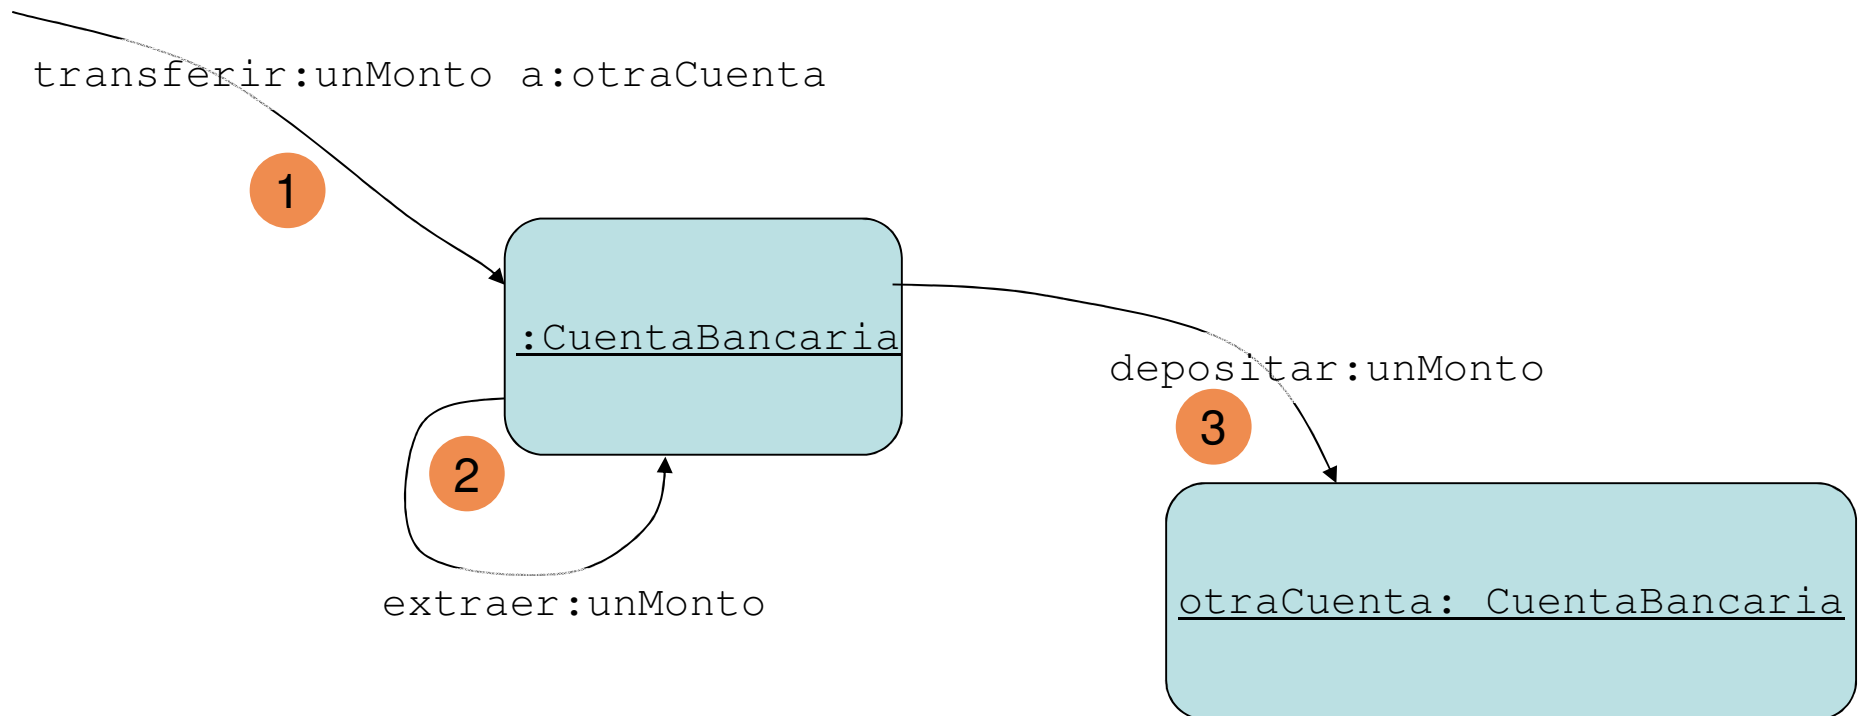 transferir:unMonto a:otraCuenta
1
:CuentaBancaria
depositar:unMonto
3
2
extraer:unMonto
otraCuenta: CuentaBancaria